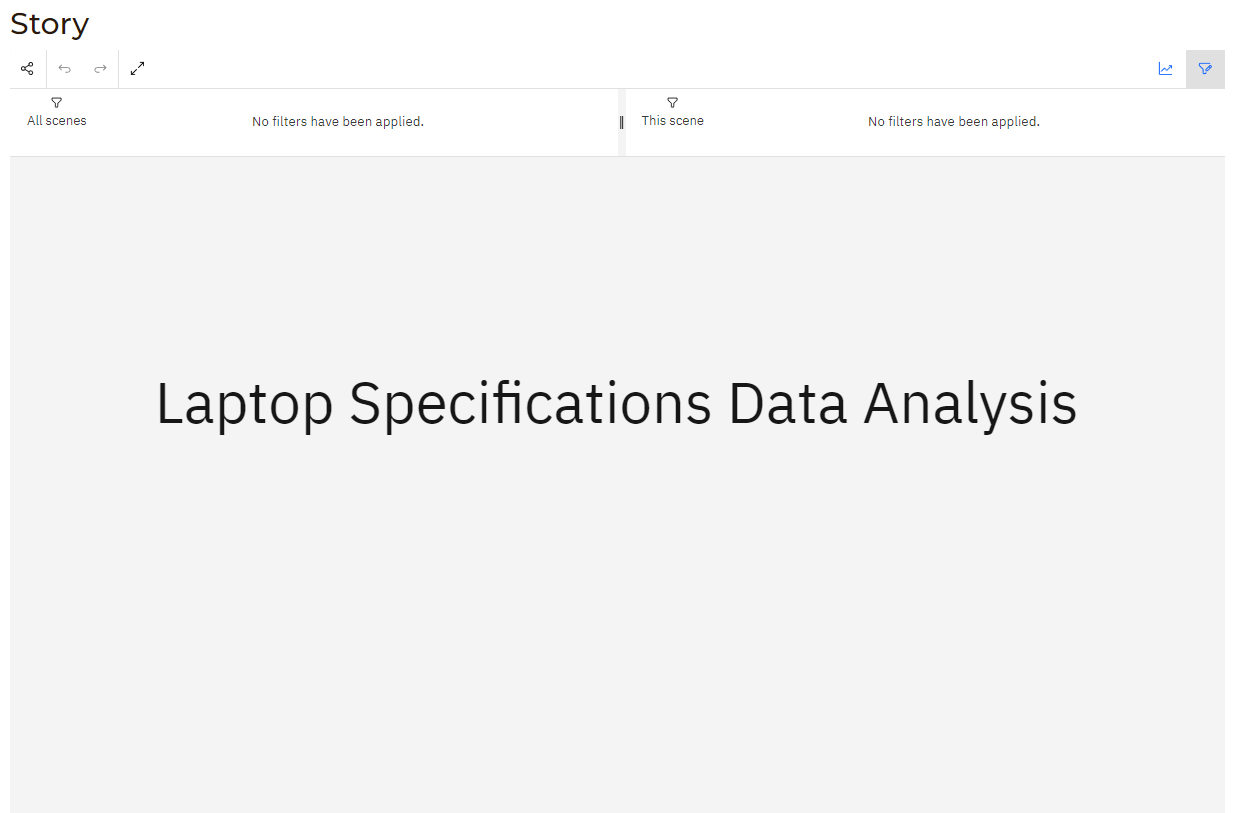 Story
All scenes
No filters have been applied.
This scene
No filters have been applied.
Laptop Specifications Data Analysis